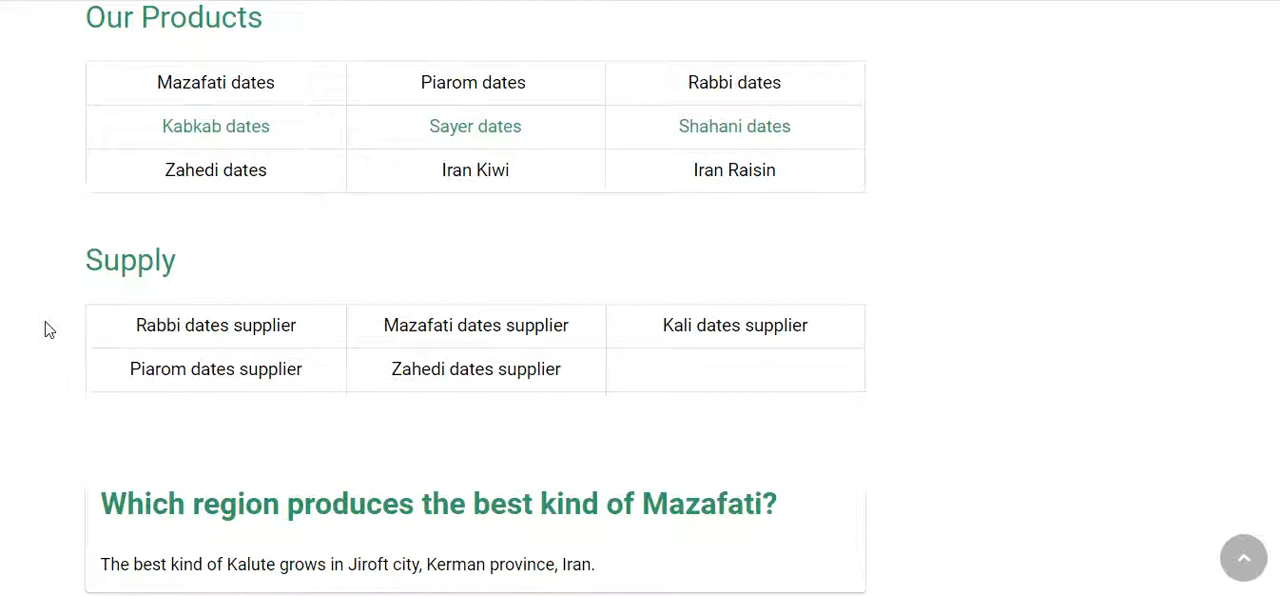 Our Products
Mazafati dates Piarom dates Rabbi dates
Kabkab dates Sayer dates Shahani dates
Zahedi dates Iran Kiwi Iran Raisin
Supply
Rabbi dates supplier Mazafati dates supplier Kali dates supplier
Piarom dates supplier Zahedi dates supplier
Which region produces the best kind of Mazafati?
The best kind of Kalute grows in Jiroft city, Kerman province, Iran.